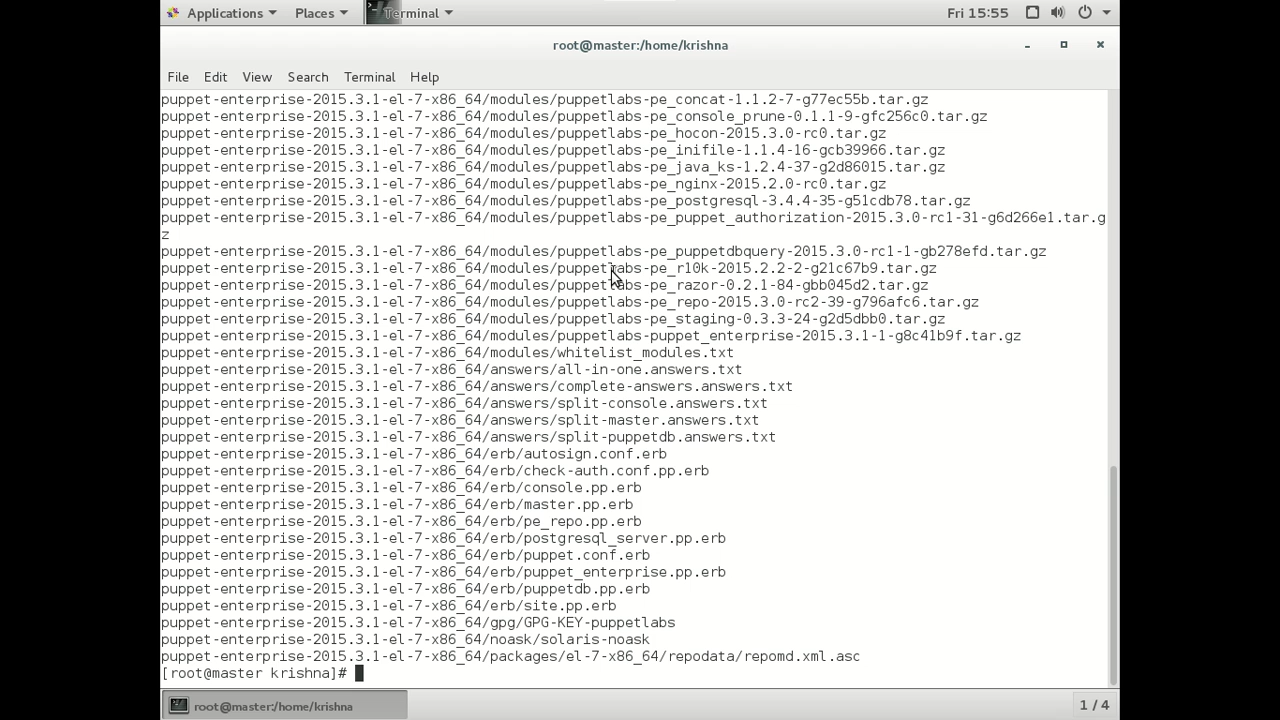 Applications Places Terminal Fri 15:55
root@master:/home/krishna
File Edit View Search Terminal Help
puppet-enterprise-2015.3.1-el-7-x86_64/modules/puppetlabs-pe_concat-1.1.2-7-g77ec55b.tar.gz
puppet-enterprise-2015.3.1-el-7-x86_64/modules/puppetlabs-pe_console_prune-0.1.1-9-gfc256c0.tar.gz
puppet-enterprise-2015.3.1-el-7-x86_64/modules/puppetlabs-pe_hocon-2015.3.0-rc0.tar.gz
puppet-enterprise-2015.3.1-el-7-x86_64/modules/puppetlabs-pe_inifile-1.1.4-16-gcb39966.tar.gz
puppet-enterprise-2015.3.1-el-7-x86_64/modules/puppetlabs-pe_java_ks-1.2.4-37-g2d86015.tar.gz
puppet-enterprise-2015.3.1-el-7-x86_64/modules/puppetlabs-pe_nginx-2015.2.0-rc0.tar.gz
puppet-enterprise-2015.3.1-el-7-x86_64/modules/puppetlabs-pe_postgresql-3.4.4-35-g51cdb78.tar.gz
puppet-enterprise-2015.3.1-el-7-x86_64/modules/puppetlabs-pe_puppet_authorization-2015.3.0-rc1-31-g6d266e1.tar.g
z
puppet-enterprise-2015.3.1-el-7-x86_64/modules/puppetlabs-pe_puppetdbquery-2015.3.0-rc1-1-gb278efd.tar.gz
puppet-enterprise-2015.3.1-el-7-x86_64/modules/puppetlabs-pe_r10k-2015.2.2-2-g21c67b9.tar.gz
puppet-enterprise-2015.3.1-el-7-x86_64/modules/puppetlabs-pe_razor-0.2.1-84-gbb045d2.tar.gz
puppet-enterprise-2015.3.1-el-7-x86_64/modules/puppetlabs-pe_repo-2015.3.0-rc2-39-g796afc6.tar.gz
puppet-enterprise-2015.3.1-el-7-x86_64/modules/puppetlabs-pe_staging-0.3.3-24-g2d5dbb0.tar.gz
puppet-enterprise-2015.3.1-el-7-x86_64/modules/puppetlabs-puppet_enterprise-2015.3.1-1-g8c41b9f.tar.gz
puppet-enterprise-2015.3.1-el-7-x86_64/modules/whitelist_modules.txt
puppet-enterprise-2015.3.1-el-7-x86_64/answers/all-in-one.answers.txt
puppet-enterprise-2015.3.1-el-7-x86_64/answers/complete-answers.answers.txt
puppet-enterprise-2015.3.1-el-7-x86_64/answers/split-console.answers.txt
puppet-enterprise-2015.3.1-el-7-x86_64/answers/split-master.answers.txt
puppet-enterprise-2015.3.1-el-7-x86_64/answers/split-puppetdb.answers.txt
puppet-enterprise-2015.3.1-el-7-x86_64/erb/autosign.conf.erb
puppet-enterprise-2015.3.1-el-7-x86_64/erb/check-auth.conf.pp.erb
puppet-enterprise-2015.3.1-el-7-x86_64/erb/console.pp.erb
puppet-enterprise-2015.3.1-el-7-x86_64/erb/master.pp.erb
puppet-enterprise-2015.3.1-el-7-x86_64/erb/pe_repo.pp.erb
puppet-enterprise-2015.3.1-el-7-x86_64/erb/postgresql_server.pp.erb
puppet-enterprise-2015.3.1-el-7-x86_64/erb/puppet.conf.erb
puppet-enterprise-2015.3.1-el-7-x86_64/erb/puppet_enterprise.pp.erb
puppet-enterprise-2015.3.1-el-7-x86_64/erb/puppetdb.pp.erb
puppet-enterprise-2015.3.1-el-7-x86_64/erb/site.pp.erb
puppet-enterprise-2015.3.1-el-7-x86_64/gpg/GPG-KEY-puppetlabs
puppet-enterprise-2015.3.1-el-7-x86_64/noask/solaris-noask
puppet-enterprise-2015.3.1-el-7-x86_64/packages/el-7-x86_64/repodata/repomd.xml.asc
[root@master krishna]#
root@master:/home/krishna 1 / 4